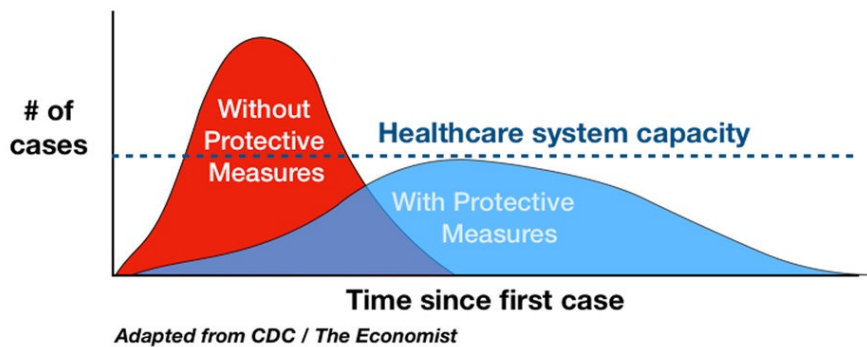 # of
cases
Without
Protective
Measures
Healthcare system capacity
With Protective
Measures
Time since first case
Adapted from CDC / The Economist